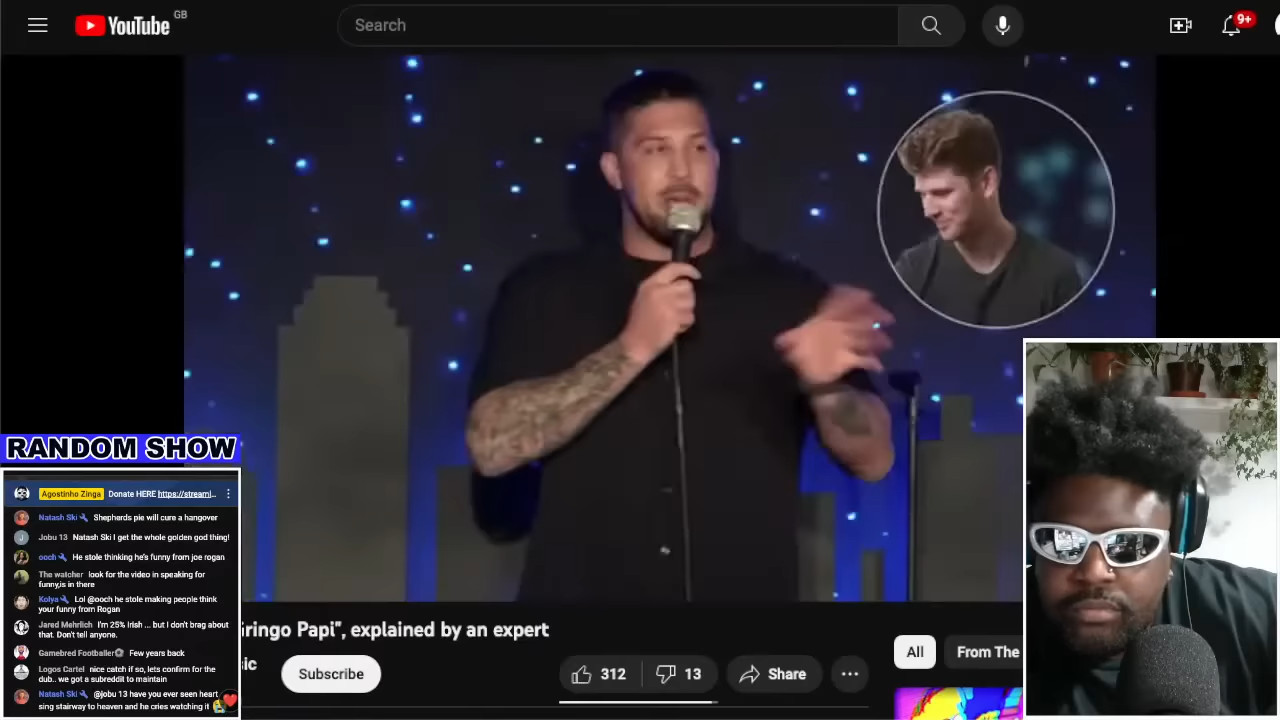 YouTube
GB
Search
9+
RANDOM SHOW
Agostinho Zinga Donate HERE https://streaml...
Natash Ski Shepherds pie will cure a hangover
J
Jobu 13 Natash Ski I get the whole golden god thing!
ooch He stole thinking he's funny from joe rogan
The watcher look for the video in speaking for
funny,is in there
Kolya Lol @ooch he stole making people think
your funny from Rogan
Jared Mehrlich I'm 25% Irish ... but I don't brag about
that. Don't tell anyone.
Gamebred Footballer Few years back
Logos Cartel nice catch if so, lets confirm for the
dub.. we got a subreddit to maintain
Natash Ski @jobu 13 have you ever seen heart
sing stairway to heaven and he cries watching it
ringo Papi", explained by an expert
sic
Subscribe
312
13
Share
All
From The